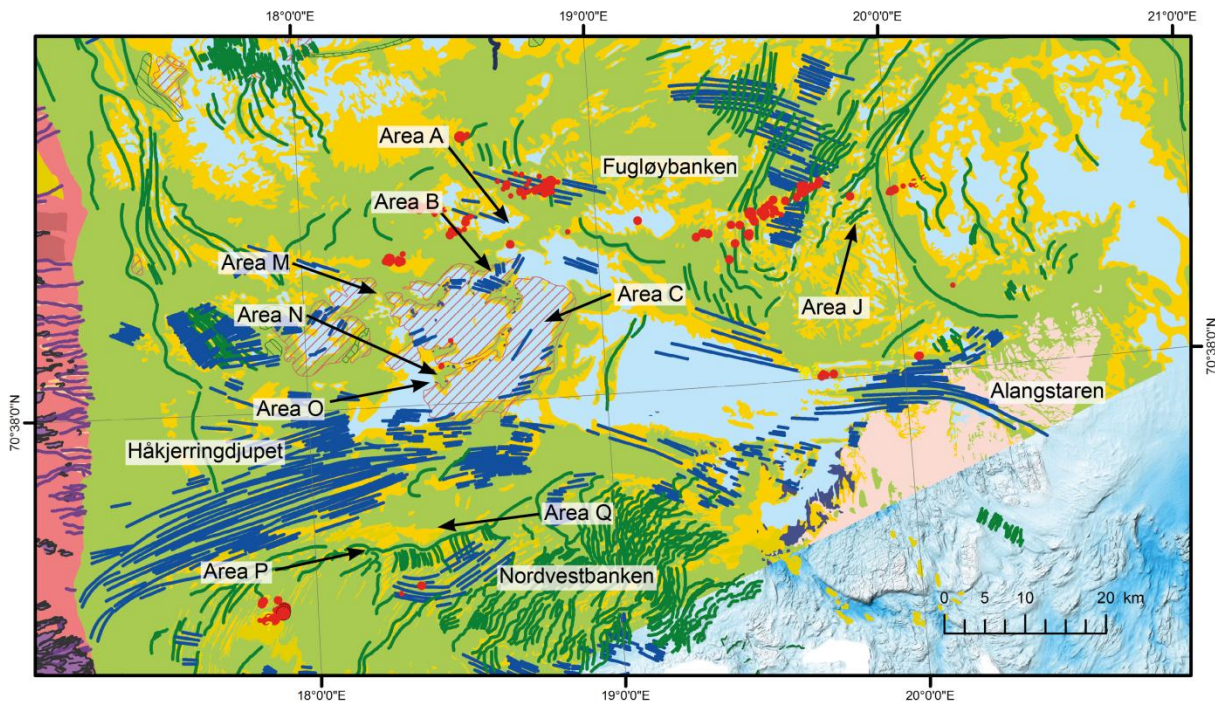 18°0'0"E
19°0'0"E
20°0'0"E
21°0'0"E
Area A
Fugløybanken
Area B
Area M
Area C
Area N
Area J
70°38'0"N
Area O
Alangstaren
70°38'0"N
Håkjerringdjupet
Area Q
Area P
Nordvestbanken
0 5 10 20 km
18°0'0"E
19°0'0"E
20°0'0"E